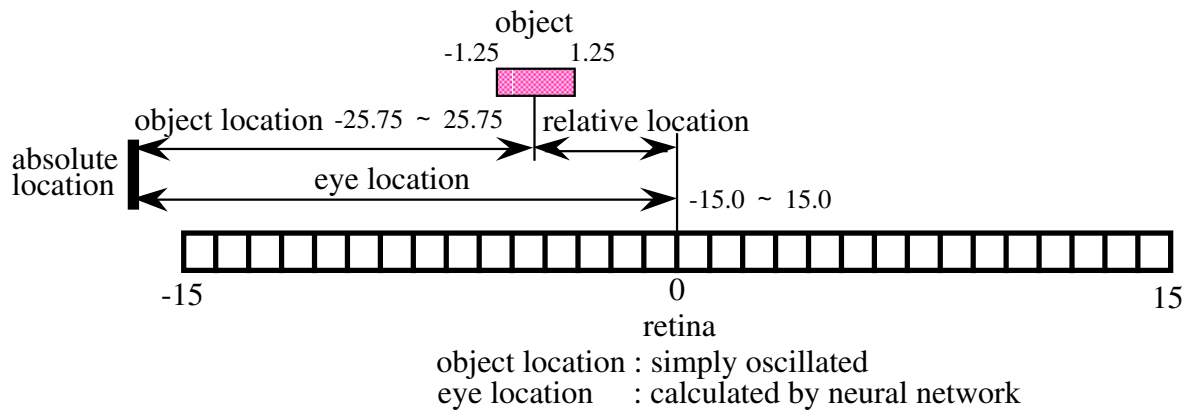 object
-1.25 1.25
object location -25.75 ~ 25.75 relative location
absolute
location
eye location
-15.0 ~ 15.0
-15 0 15
retina
object location : simply oscillated
eye location : calculated by neural network